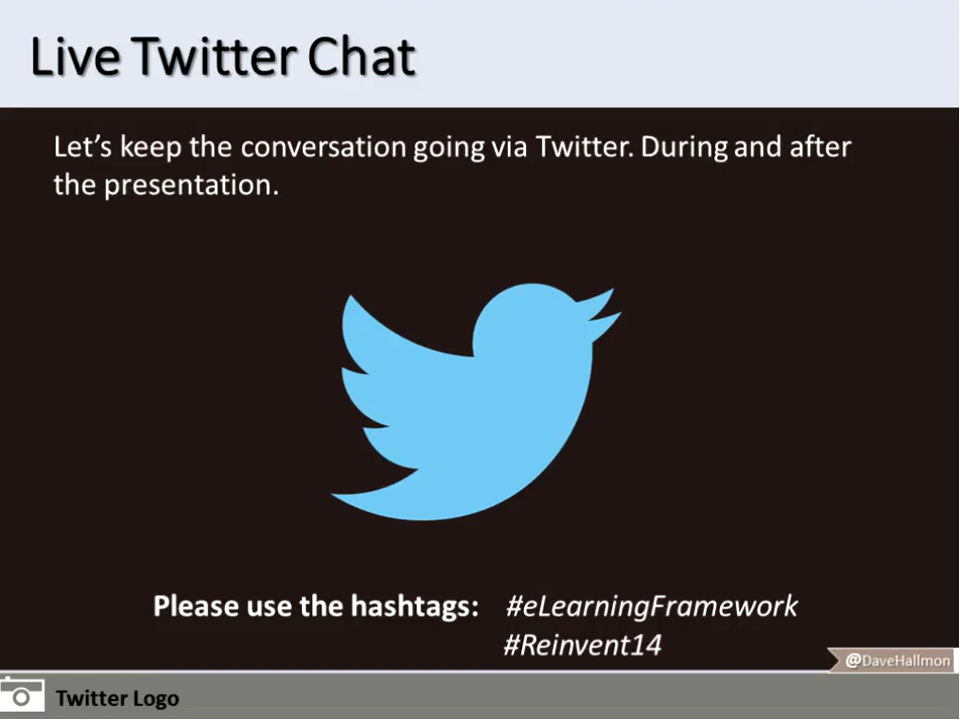 Live Twitter Chat
Let’s keep the conversation going via Twitter. During and after
the presentation.
Please use the hashtags: #eLearningFramework
#Reinvent14
@DaveHallmon
Twitter Logo